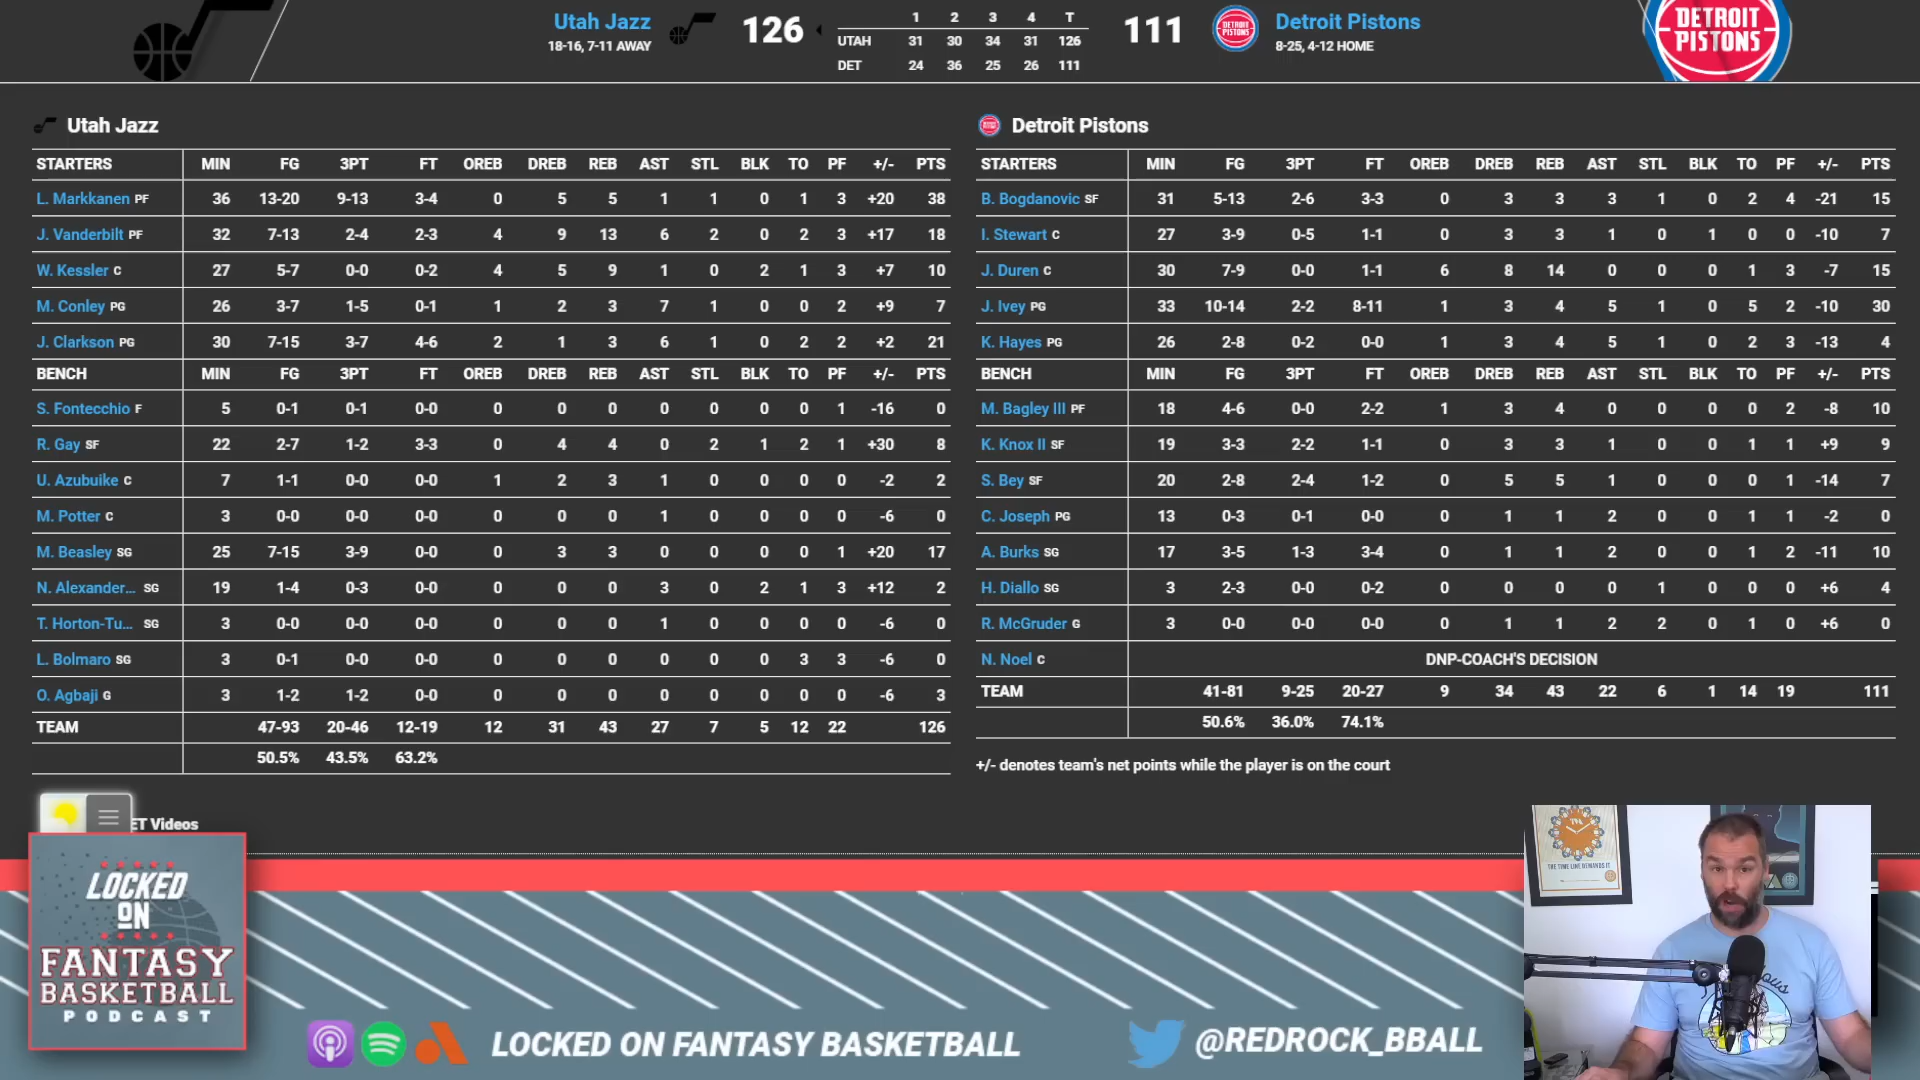 Utah Jazz
18-16, 7-11 AWAY
126
1 2 3 4 T
UTAH 31 30 34 31 126
DET 24 36 25 26 111
111
DETROIT PISTONS
Detroit Pistons
8-25, 4-12 HOME
DETROIT PISTONS
Utah Jazz
STARTERS MIN FG 3PT FT OREB DREB REB AST STL BLK TO PF +/- PTS
L. Markkanen PF 36 13-20 9-13 3-4 0 5 5 1 1 0 1 3 +20 38
J. Vanderbilt PF 32 7-13 2-4 2-3 4 9 13 6 2 0 2 3 +17 18
W. Kessler C 27 5-7 0-0 0-2 4 5 9 1 0 2 1 3 +7 10
M. Conley PG 26 3-7 1-5 0-1 1 2 3 7 1 0 0 2 +9 7
J. Clarkson PG 30 7-15 3-7 4-6 2 1 3 6 1 0 2 2 +2 21
BENCH MIN FG 3PT FT OREB DREB REB AST STL BLK TO PF +/- PTS
S. Fontecchio F 5 0-1 0-1 0-0 0 0 0 0 0 0 0 1 -16 0
R. Gay SF 22 2-7 1-2 3-3 0 4 4 0 2 1 2 1 +30 8
U. Azubuike C 7 1-1 0-0 0-0 1 2 3 1 0 0 0 0 -2 2
M. Potter C 3 0-0 0-0 0-0 0 0 0 1 0 0 0 0 -6 0
M. Beasley SG 25 7-15 3-9 0-0 0 3 3 0 0 0 0 1 +20 17
N. Alexander... SG 19 1-4 0-3 0-0 0 0 0 3 0 2 1 3 +12 2
T. Horton-Tu... SG 3 0-0 0-0 0-0 0 0 0 1 0 0 0 0 -6 0
L. Bolmaro SG 3 0-1 0-0 0-0 0 0 0 0 0 0 3 3 -6 0
O. Agbaji G 3 1-2 1-2 0-0 0 0 0 0 0 0 0 0 -6 3
TEAM 47-93 20-46 12-19 12 31 43 27 7 5 12 22 126
50.5% 43.5% 63.2%
Detroit Pistons
STARTERS MIN FG 3PT FT OREB DREB REB AST STL BLK TO PF +/- PTS
B. Bogdanovic SF 31 5-13 2-6 3-3 0 3 3 3 1 0 2 4 -21 15
I. Stewart C 27 3-9 0-5 1-1 0 3 3 1 0 1 0 0 -10 7
J. Duren C 30 7-9 0-0 1-1 6 8 14 0 0 0 1 3 -7 15
J. Ivey PG 33 10-14 2-2 8-11 1 3 4 5 1 0 5 2 -10 30
K. Hayes PG 26 2-8 0-2 0-0 1 3 4 5 1 0 2 3 -13 4
BENCH MIN FG 3PT FT OREB DREB REB AST STL BLK TO PF +/- PTS
M. Bagley III PF 18 4-6 0-0 2-2 1 3 4 0 0 0 0 2 -8 10
K. Knox II SF 19 3-3 2-2 1-1 0 3 3 1 0 0 1 1 +9 9
S. Bey SF 20 2-8 2-4 1-2 0 5 5 1 0 0 0 1 -14 7
C. Joseph PG 13 0-3 0-1 0-0 0 1 1 2 0 0 1 1 -2 0
A. Burks SG 17 3-5 1-3 3-4 0 1 1 2 0 0 1 2 -11 10
H. Diallo SG 3 2-3 0-0 0-2 0 0 0 0 1 0 0 0 +6 4
R. McGruder G 3 0-0 0-0 0-0 0 1 1 2 2 0 1 0 +6 0
N. Noel C DNP-COACH'S DECISION
TEAM 41-81 9-25 20-27 9 34 43 22 6 1 14 19 111
50.6% 36.0% 74.1%
+/- denotes team's net points while the player is on the court
ET Videos
LOCKED
ON
FANTASY
BASKETBALL
PODCAST
LOCKED ON FANTASY BASKETBALL
@REDROCK_BBALL
TVA
THE TIME LINE DEMANDS IT